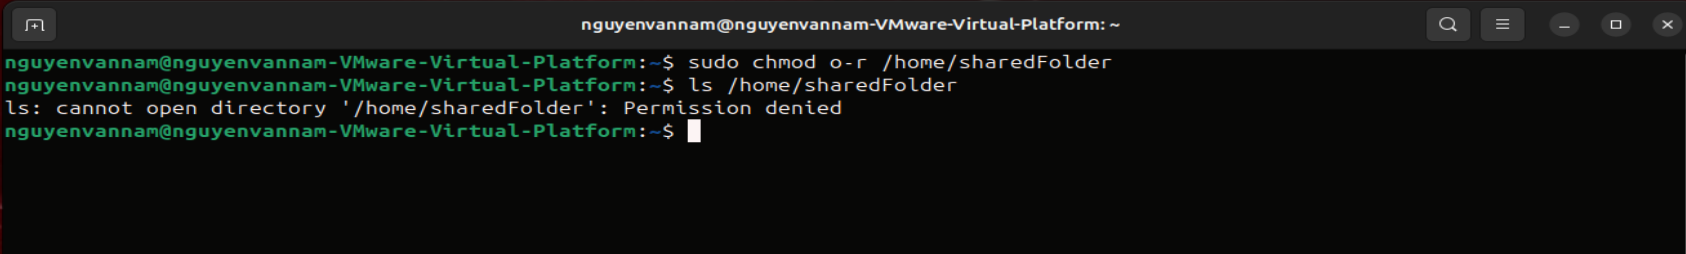 nguyenvannam@nguyenvannam-VMware-Virtual-Platform: ~
nguyenvannam@nguyenvannam-VMware-Virtual-Platform:~$ sudo chmod o-r /home/sharedFolder
nguyenvannam@nguyenvannam-VMware-Virtual-Platform:~$ ls /home/sharedFolder
ls: cannot open directory '/home/sharedFolder': Permission denied
nguyenvannam@nguyenvannam-VMware-Virtual-Platform:~$